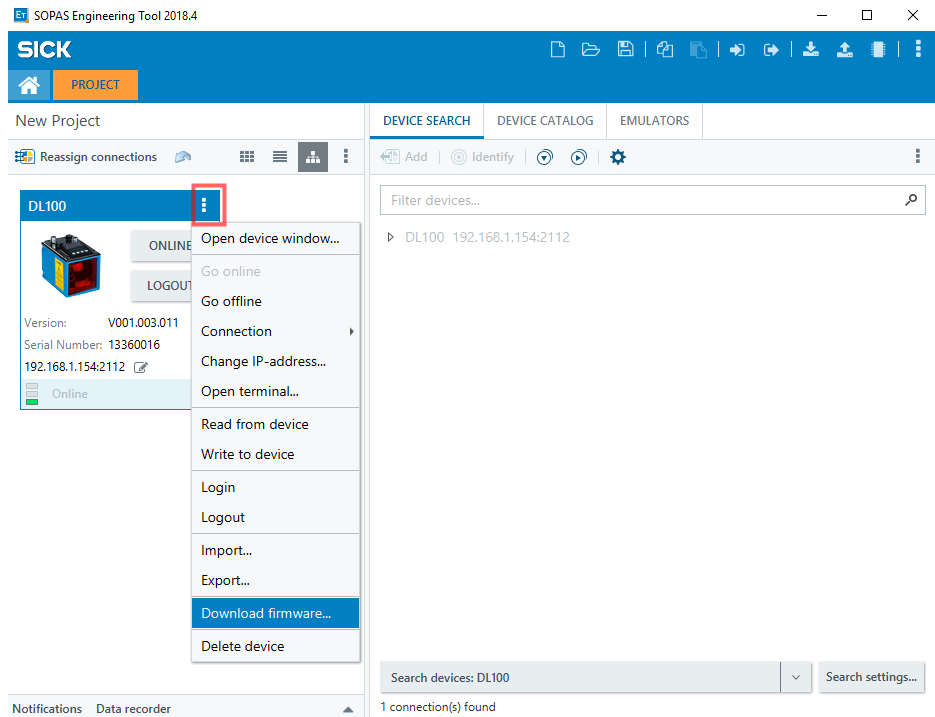 SOPAS Engineering Tool 2018.4
SICK
PROJECT
New Project
Reassign connections
DL100
ONLINE
LOGOUT
Version: V001.003.011
Serial Number: 13360016
192.168.1.154:2112
Online
Open device window...
Go online
Go offline
Connection
Change IP-address...
Open terminal...
Read from device
Write to device
Login
Logout
Import...
Export...
Download firmware...
Delete device
Notifications Data recorder
DEVICE SEARCH DEVICE CATALOG EMULATORS
Add Identify
Filter devices...
DL100 192.168.1.154:2112
Search devices: DL100
Search settings...
1 connection(s) found